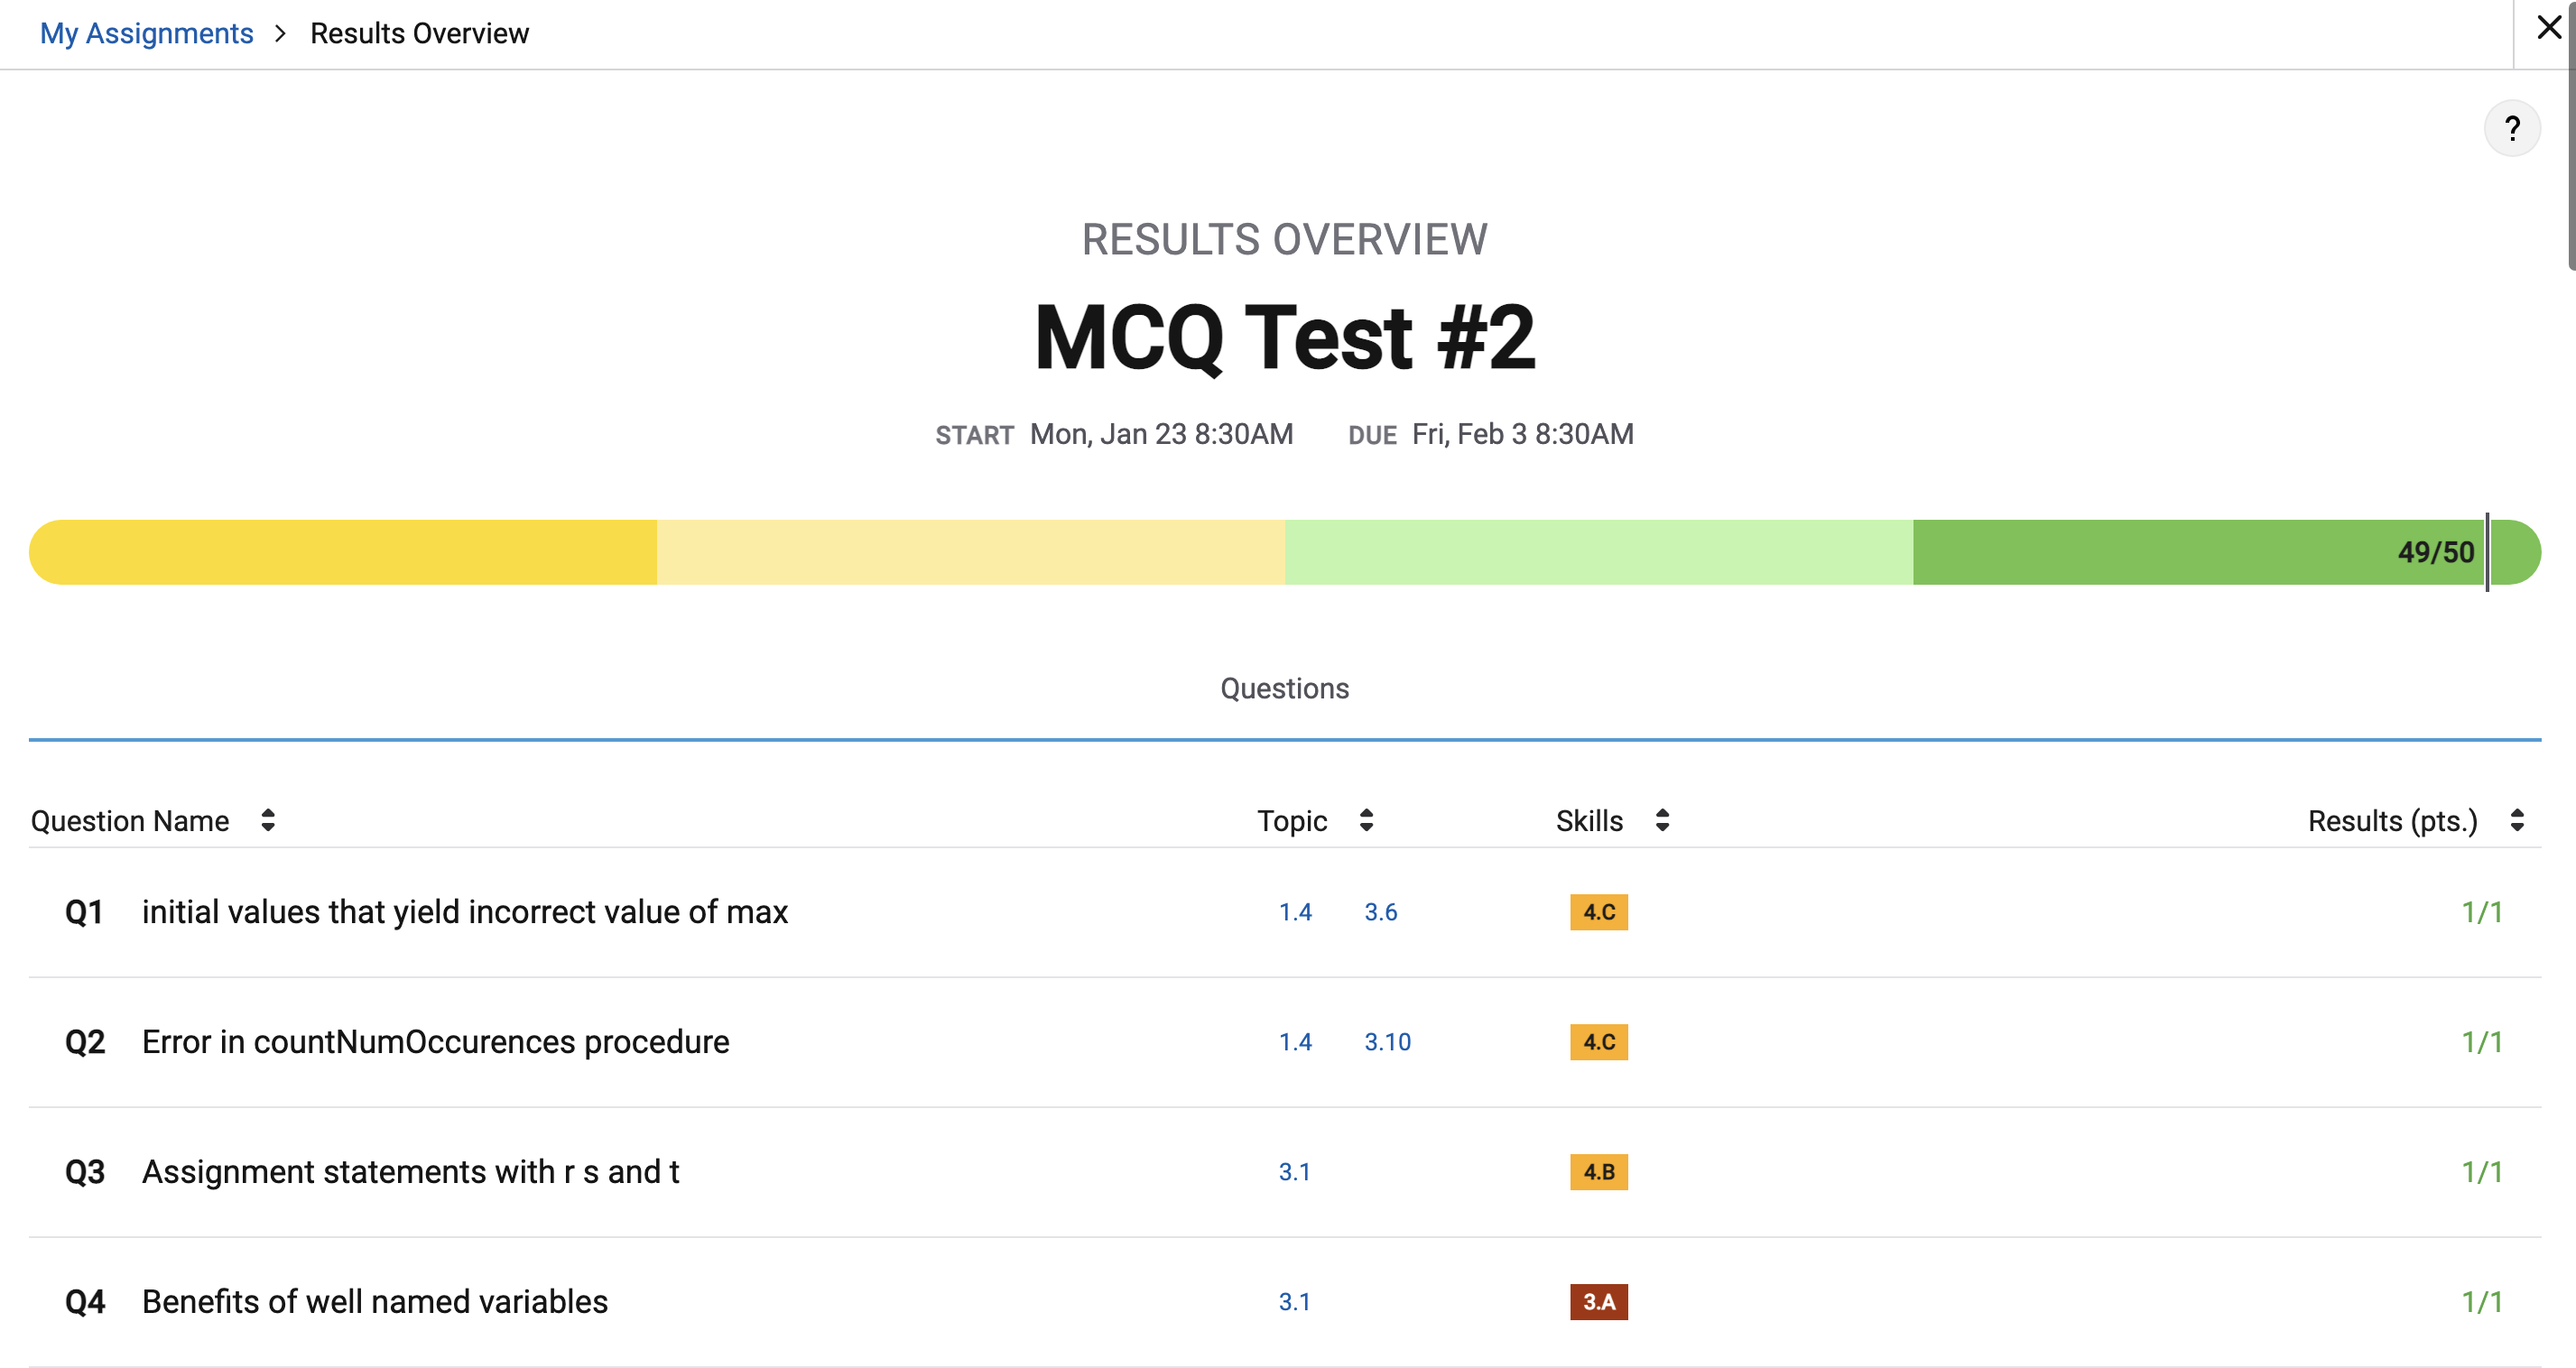 My Assignments > Results Overview
?
RESULTS OVERVIEW
MCQ Test #2
START Mon, Jan 23 8:30AM DUE Fri, Feb 3 8:30AM
49/50
Questions
Question Name Topic Skills Results (pts.)
Q1 initial values that yield incorrect value of max 1.4 3.6 4.C 1/1
Q2 Error in countNumOccurences procedure 1.4 3.10 4.C 1/1
Q3 Assignment statements with r s and t 3.1 4.B 1/1
Q4 Benefits of well named variables 3.1 3.A 1/1